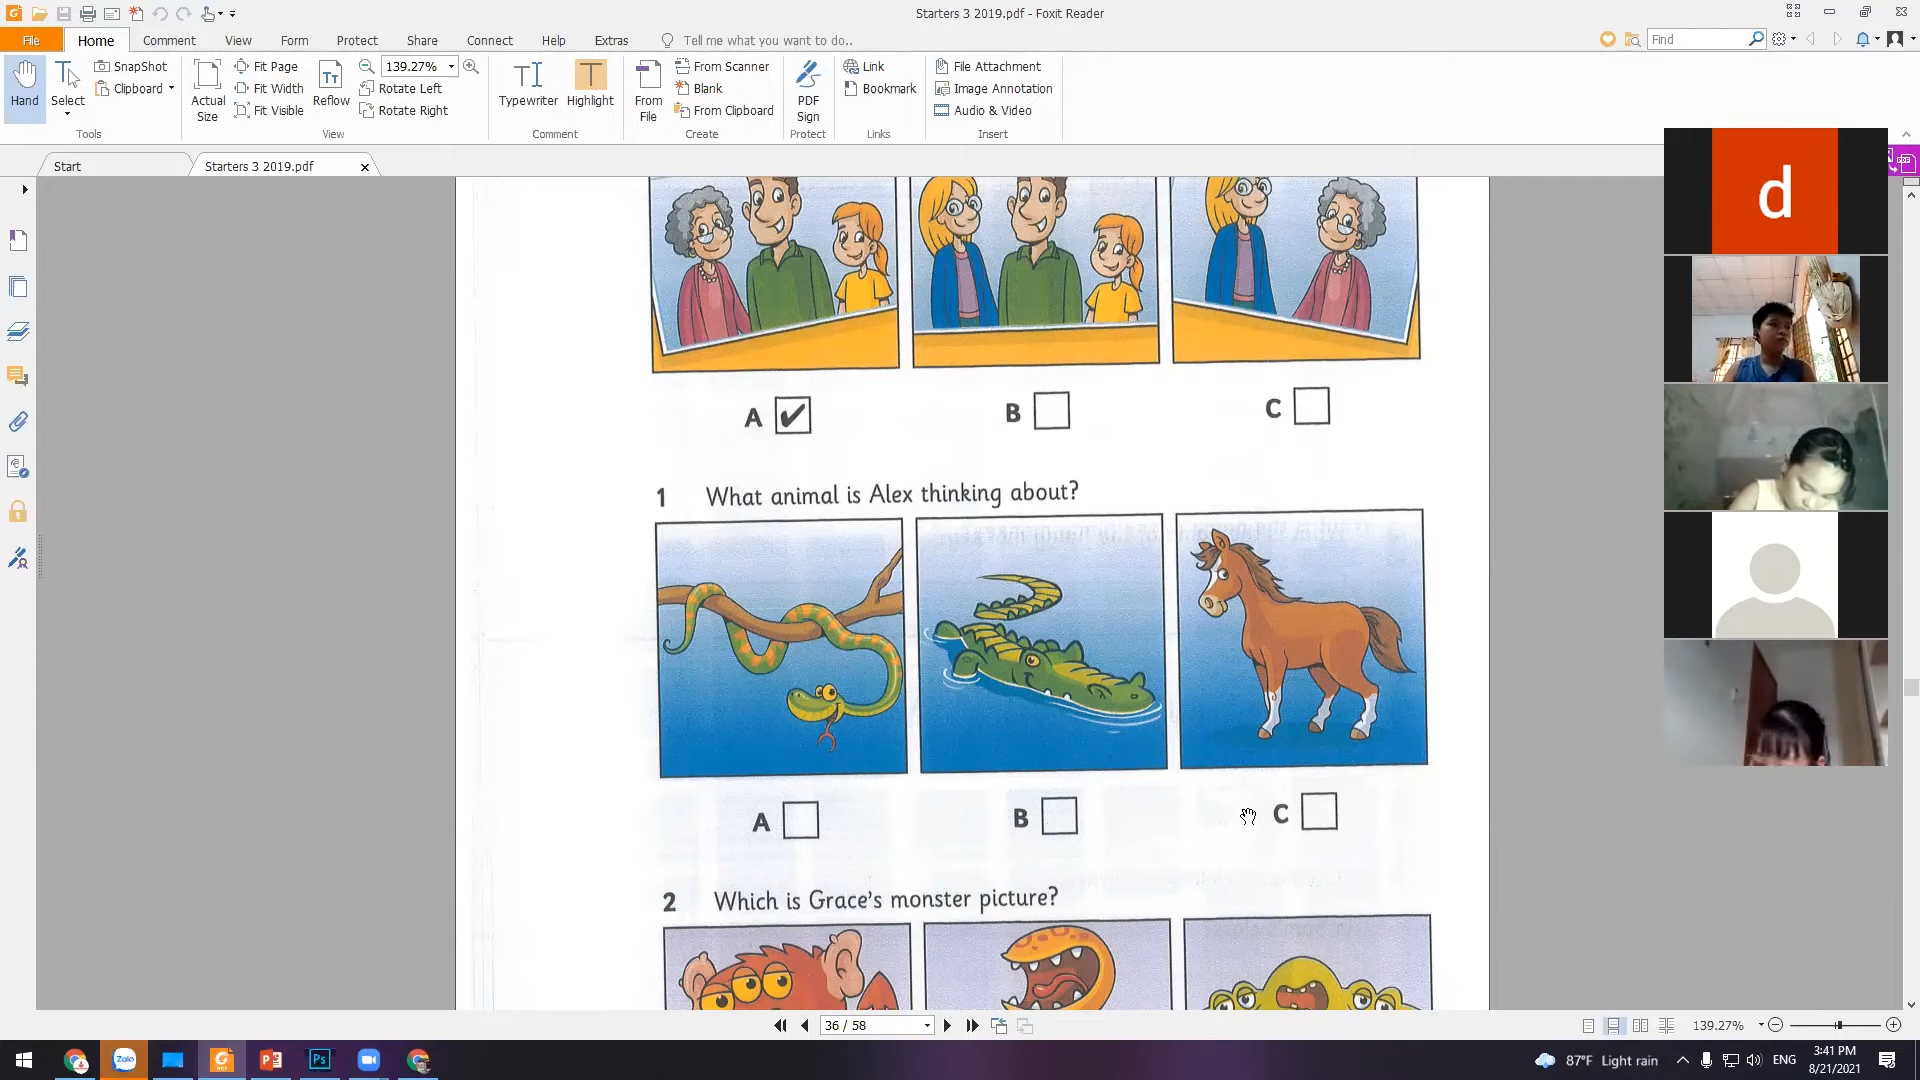 Starters 3 2019.pdf - Foxit Reader
File Home Comment View Form Protect Share Connect Help Extras Tell me what you want to do.. Find
Hand
Select
SnapShot
Clipboard
Tools
Actual Size
Fit Page
Fit Width
Fit Visible
Reflow
139.27%
Rotate Left
Rotate Right
View
Typewriter
Highlight
Comment
From File
From Scanner
Blank
From Clipboard
Create
PDF Sign
Protect
Link
Bookmark
Links
File Attachment
Image Annotation
Audio & Video
Insert
Start
Starters 3 2019.pdf
d
A ✔ B C
1 What animal is Alex thinking about?
A B C
2 Which is Grace's monster picture?
36 / 58
139.27%
Zalo
Ps
87°F Light rain
ENG
3:41 PM
8/21/2021